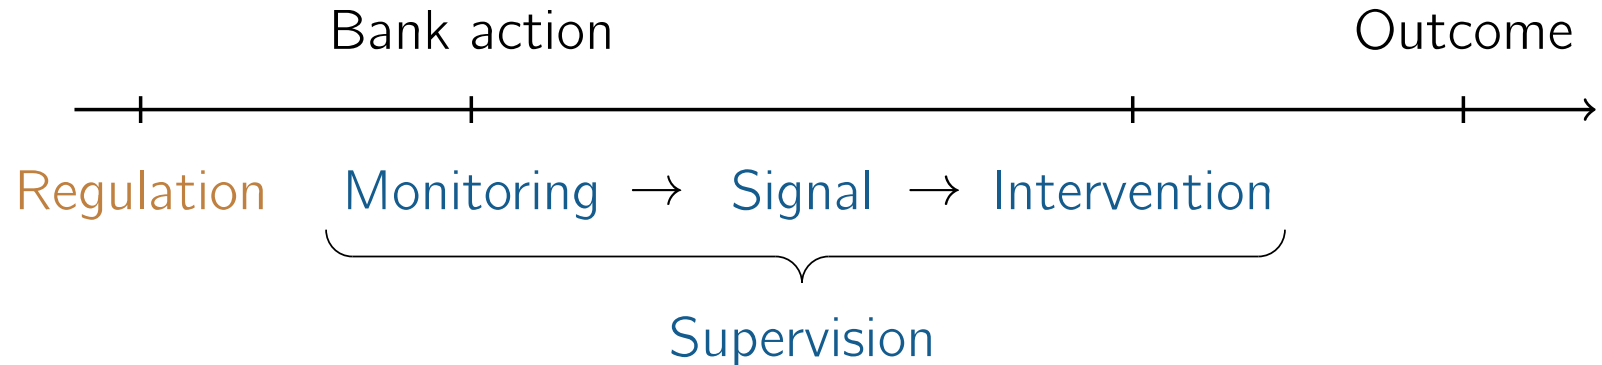 Bank action Outcome
Regulation Monitoring → Signal → Intervention
Supervision